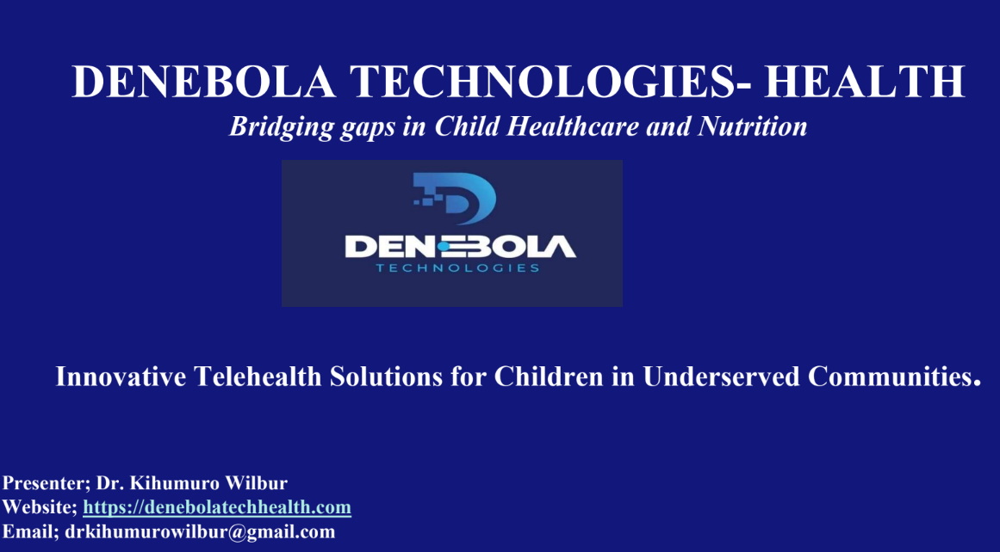 DENEBOLA TECHNOLOGIES- HEALTH
Bridging gaps in Child Healthcare and Nutrition
DENEBOLA
TECHNOLOGIES
Innovative Telehealth Solutions for Children in Underserved Communities.
Presenter; Dr. Kihumuro Wilbur
Website; https://denebolatechhealth.com
Email; drkihumurowilbur@gmail.com